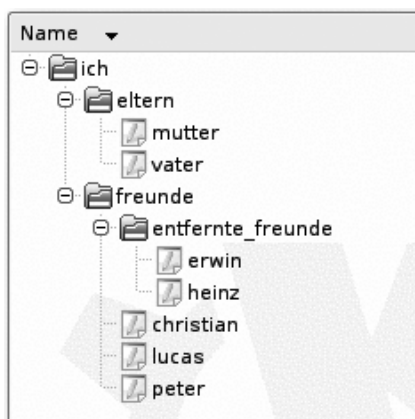 Name
ich
eltern
mutter
vater
freunde
entfernte_freunde
erwin
heinz
christian
lucas
peter